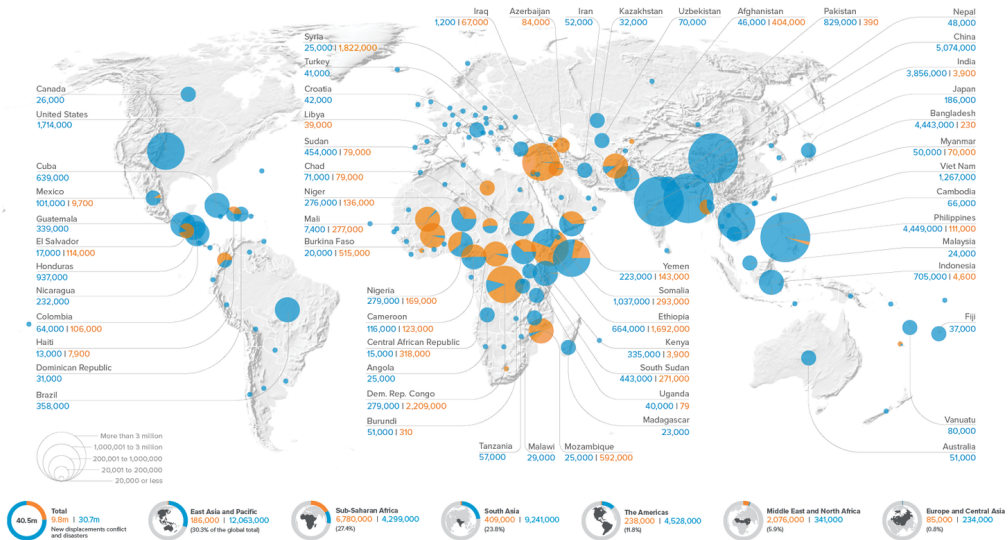 Iraq
1,200 | 67,000
Azerbaijan
84,000
Iran
52,000
Kazakhstan
32,000
Uzbekistan
70,000
Afghanistan
46,000 | 404,000
Pakistan
829,000 | 390
Nepal
48,000
China
5,074,000
India
3,856,000 | 3,900
Japan
186,000
Bangladesh
4,443,000 | 230
Myanmar
50,000 | 70,000
Viet Nam
1,267,000
Cambodia
66,000
Philippines
4,449,000 | 111,000
Malaysia
24,000
Indonesia
705,000 | 4,600
Fiji
37,000
Vanuatu
80,000
Australia
51,000
Syria
25,000 | 1,822,000
Turkey
41,000
Croatia
42,000
Libya
39,000
Sudan
454,000 | 79,000
Chad
71,000 | 79,000
Niger
276,000 | 136,000
Mali
7,400 | 277,000
Burkina Faso
20,000 | 515,000
Nigeria
279,000 | 169,000
Cameroon
116,000 | 123,000
Central African Republic
15,000 | 318,000
Angola
25,000
Dem. Rep. Congo
279,000 | 2,209,000
Burundi
51,000 | 310
Tanzania
57,000
Malawi
29,000
Mozambique
25,000 | 592,000
Yemen
223,000 | 143,000
Somalia
1,037,000 | 293,000
Ethiopia
664,000 | 1,692,000
Kenya
335,000 | 3,900
South Sudan
443,000 | 271,000
Uganda
40,000 | 79
Madagascar
23,000
Canada
26,000
United States
1,714,000
Cuba
639,000
Mexico
101,000 | 9,700
Guatemala
339,000
El Salvador
17,000 | 114,000
Honduras
937,000
Nicaragua
232,000
Colombia
64,000 | 106,000
Haiti
13,000 | 7,900
Dominican Republic
31,000
Brazil
358,000
More than 3 million
1,000,001 to 3 million
200,001 to 1,000,000
20,001 to 200,000
20,000 or less
40.5m
Total
9.8m | 30.7m
New displacements conflict
and disasters
East Asia and Pacific
186,000 | 12,063,000
(30.3% of the global total)
Sub-Saharan Africa
6,780,000 | 4,299,000
(27.4%)
South Asia
409,000 | 9,241,000
(23.8%)
The Americas
238,000 | 4,528,000
(11.8%)
Middle East and North Africa
2,076,000 | 341,000
(5.9%)
Europe and Central Asia
85,000 | 234,000
(0.8%)